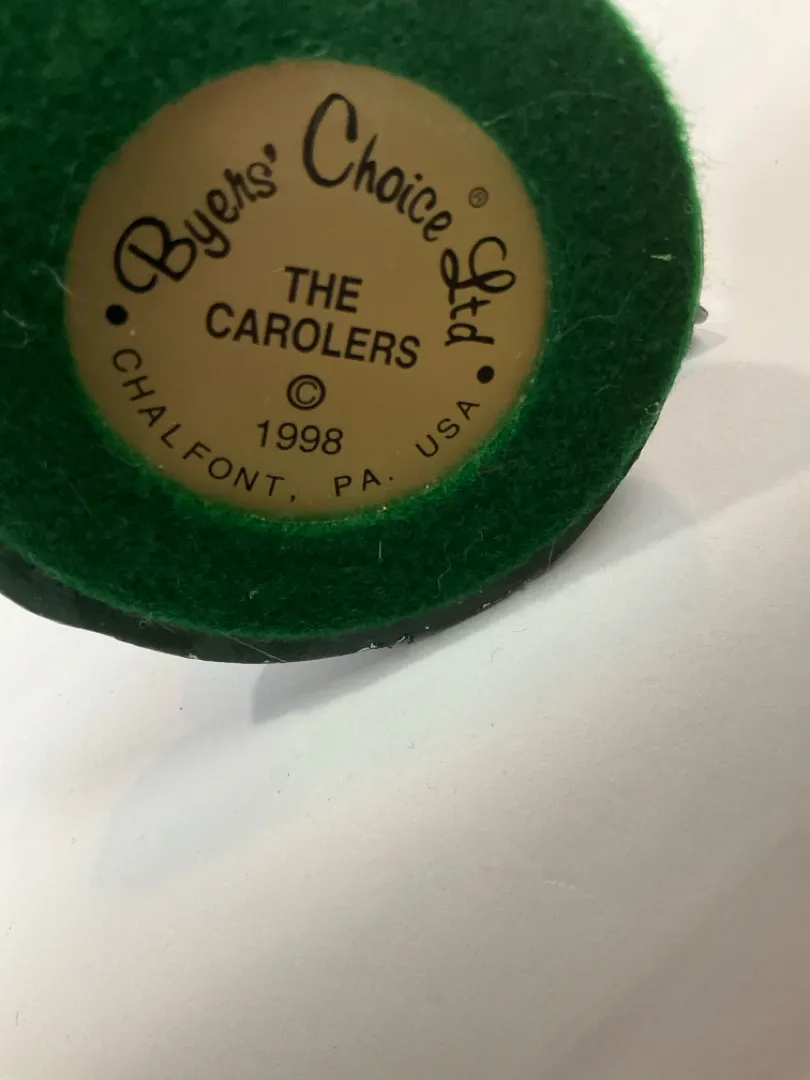 Byers' Choice Ltd ®
THE
CAROLERS
©
1998
• CHALFONT, PA. USA •